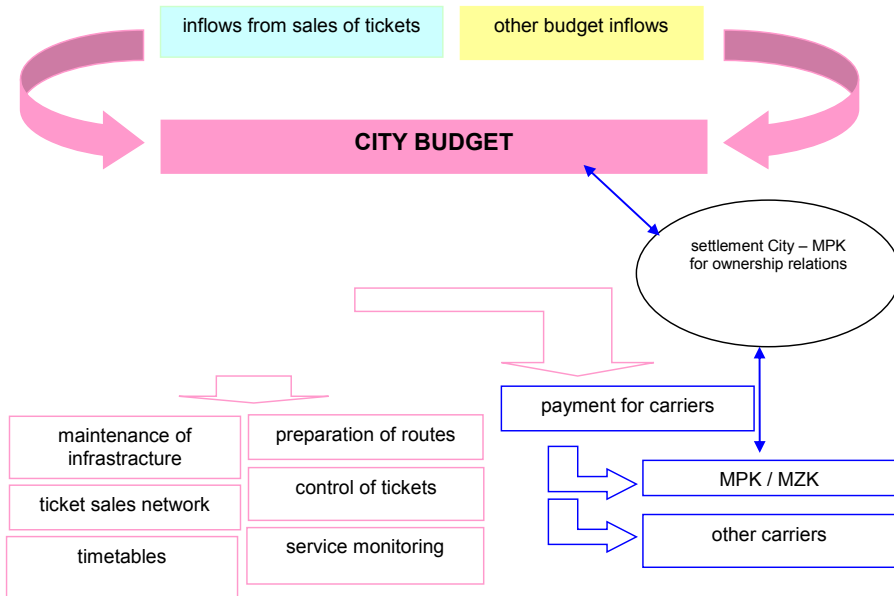 inflows from sales of tickets
other budget inflows
CITY BUDGET
settlement City – MPK
for ownership relations
payment for carriers
maintenance of
infrastracture
preparation of routes
ticket sales network
control of tickets
timetables
service monitoring
MPK / MZK
other carriers